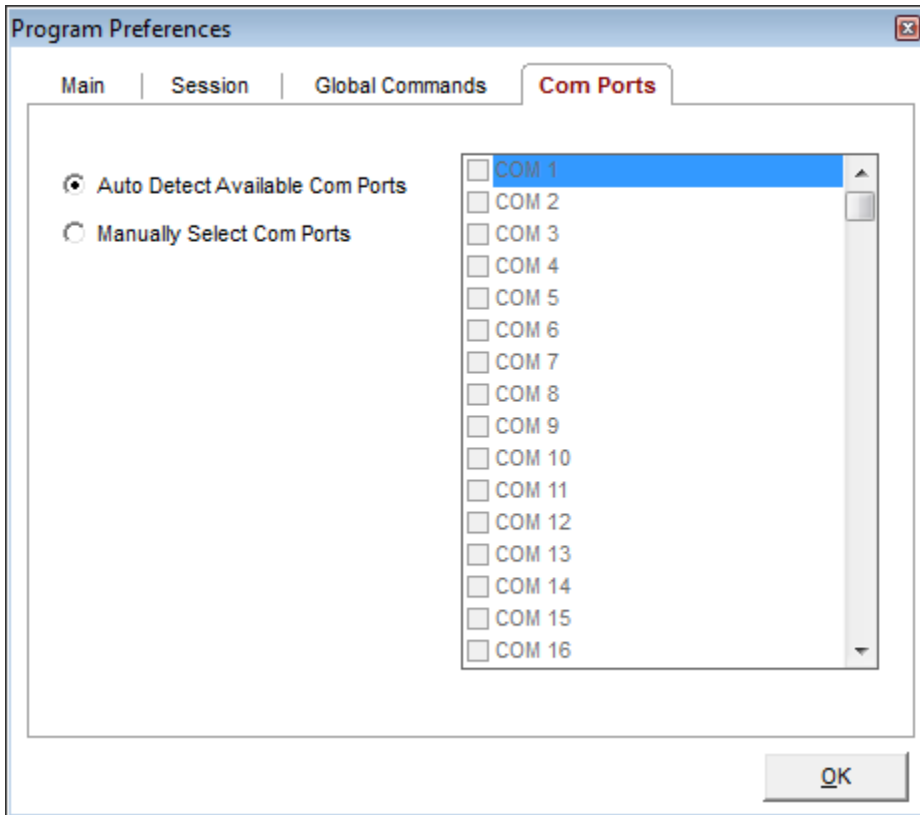 Program Preferences
Main Session Global Commands Com Ports
Auto Detect Available Com Ports
Manually Select Com Ports
COM 1
COM 2
COM 3
COM 4
COM 5
COM 6
COM 7
COM 8
COM 9
COM 10
COM 11
COM 12
COM 13
COM 14
COM 15
COM 16
OK